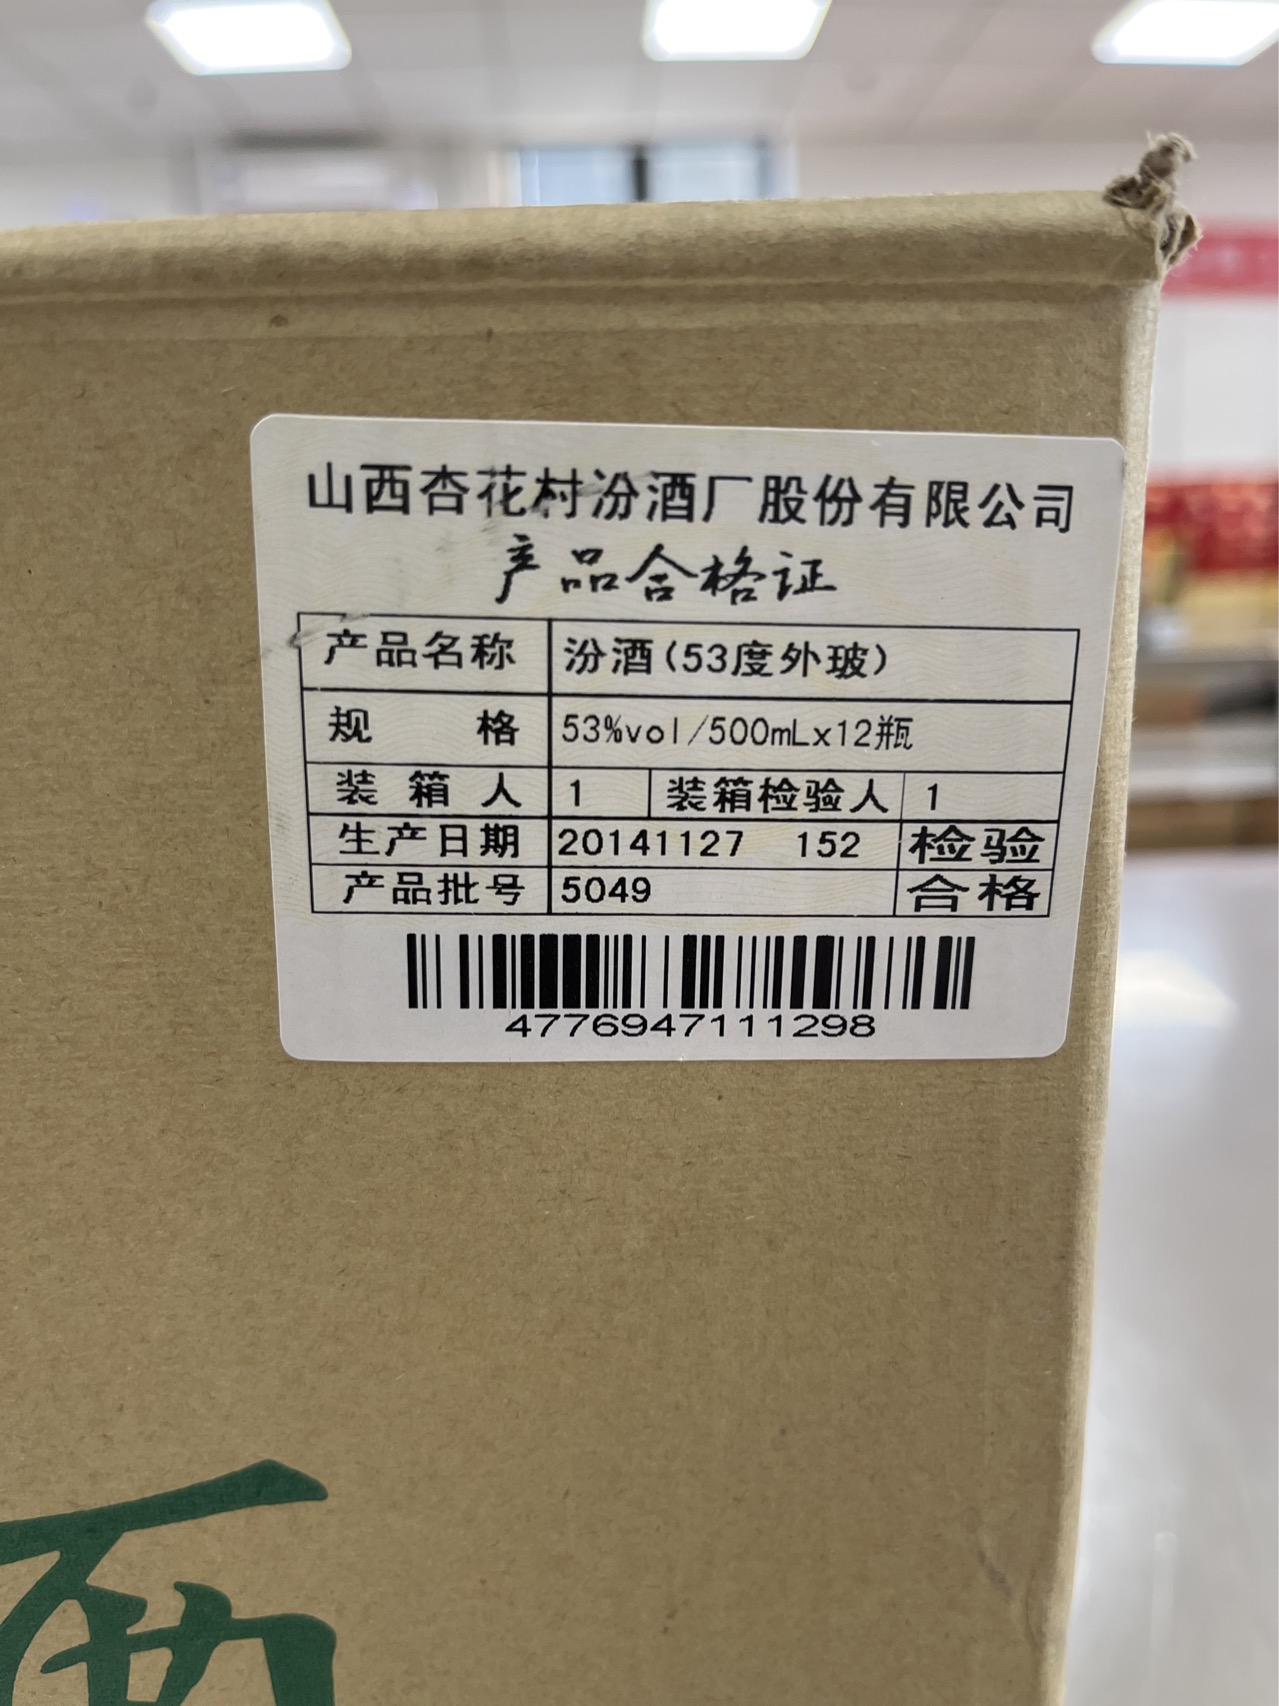 山西杏花村汾酒厂股份有限公司
产品合格证
产品名称 汾酒(53度外玻)
规 格 53%vol/500mLx12瓶
装 箱 人 1 装箱检验人 1
生产日期 20141127 152 检验
产品批号 5049 合格
4776947111298
西